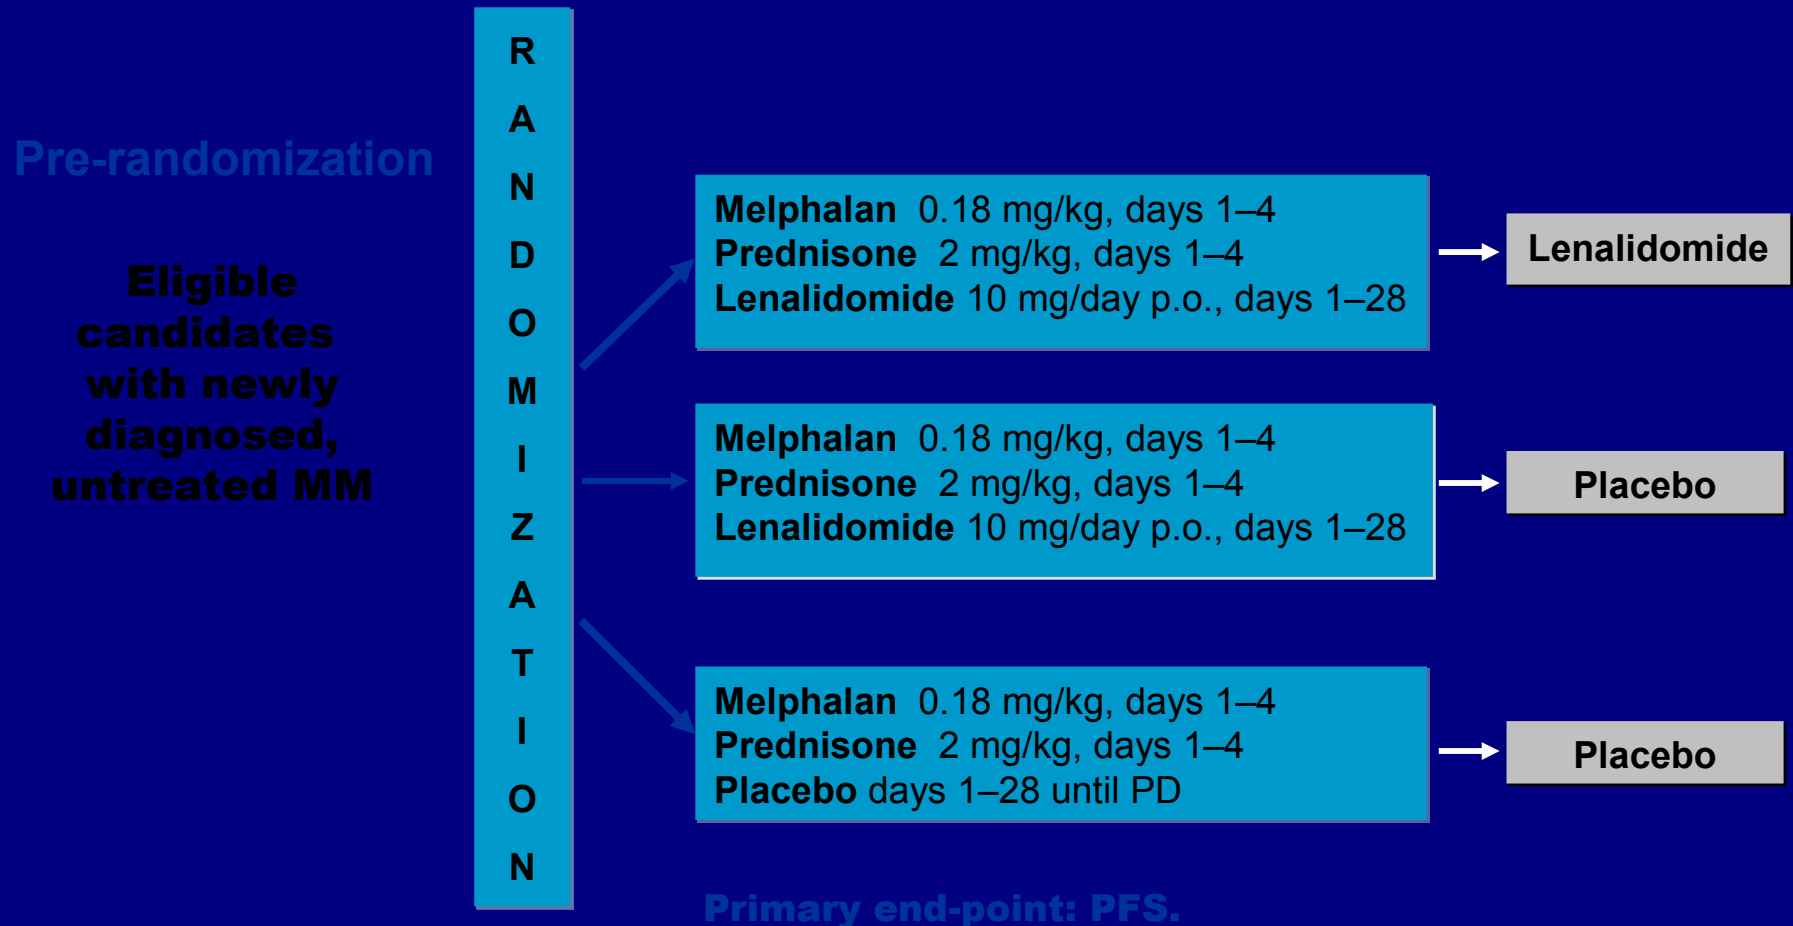 Pre-randomization
Eligible
candidates
with newly
diagnosed,
untreated MM
R
A
N
D
O
M
I
Z
A
T
I
O
N
Melphalan 0.18 mg/kg, days 1–4
Prednisone 2 mg/kg, days 1–4
Lenalidomide 10 mg/day p.o., days 1–28
Lenalidomide
Melphalan 0.18 mg/kg, days 1–4
Prednisone 2 mg/kg, days 1–4
Lenalidomide 10 mg/day p.o., days 1–28
Placebo
Melphalan 0.18 mg/kg, days 1–4
Prednisone 2 mg/kg, days 1–4
Placebo days 1–28 until PD
Placebo
Primary end-point: PFS.